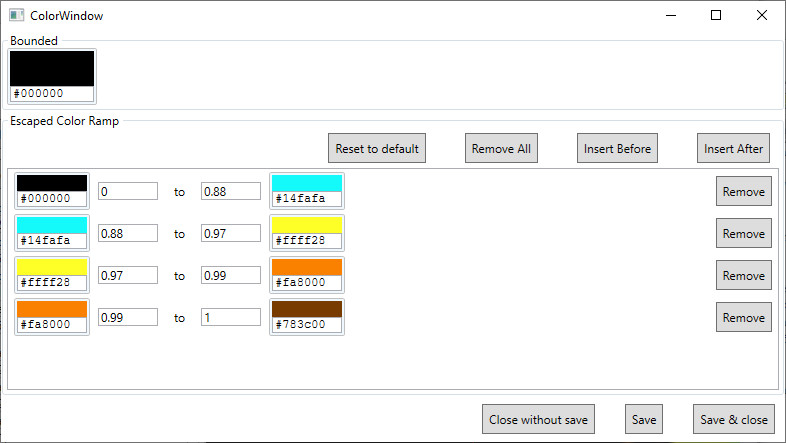 ColorWindow
Bounded
#000000
Escaped Color Ramp
Reset to default Remove All Insert Before Insert After
#000000 0 to 0.88 #14fafa Remove
#14fafa 0.88 to 0.97 #ffff28 Remove
#ffff28 0.97 to 0.99 #fa8000 Remove
#fa8000 0.99 to 1 #783c00 Remove
Close without save Save Save & close